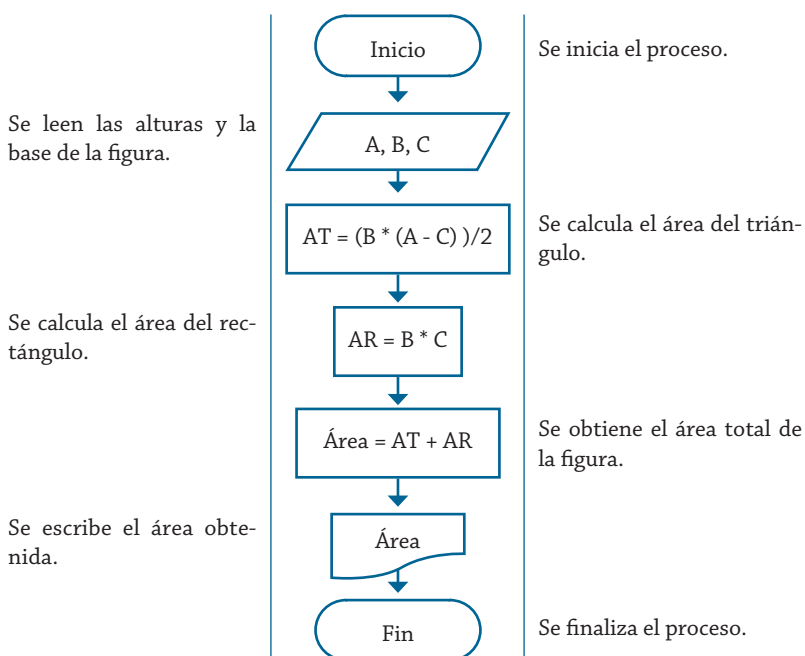 Inicio
Se inicia el proceso.
Se leen las alturas y la
base de la figura.
A, B, C
AT = (B * (A - C) )/2
Se calcula el área del trián-
gulo.
Se calcula el área del rec-
tángulo.
AR = B * C
Área = AT + AR
Se obtiene el área total de
la figura.
Se escribe el área obte-
nida.
Área
Fin
Se finaliza el proceso.